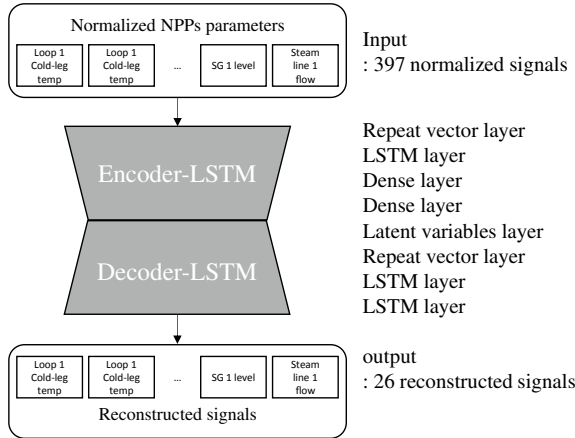 Normalized NPPs parameters
Loop 1
Cold-leg
temp
Loop 1
Cold-leg
temp
...
SG 1 level
Steam
line 1
flow
Input
: 397 normalized signals
Encoder-LSTM
Decoder-LSTM
Repeat vector layer
LSTM layer
Dense layer
Dense layer
Latent variables layer
Repeat vector layer
LSTM layer
LSTM layer
Loop 1
Cold-leg
temp
Loop 1
Cold-leg
temp
...
SG 1 level
Steam
line 1
flow
Reconstructed signals
output
: 26 reconstructed signals